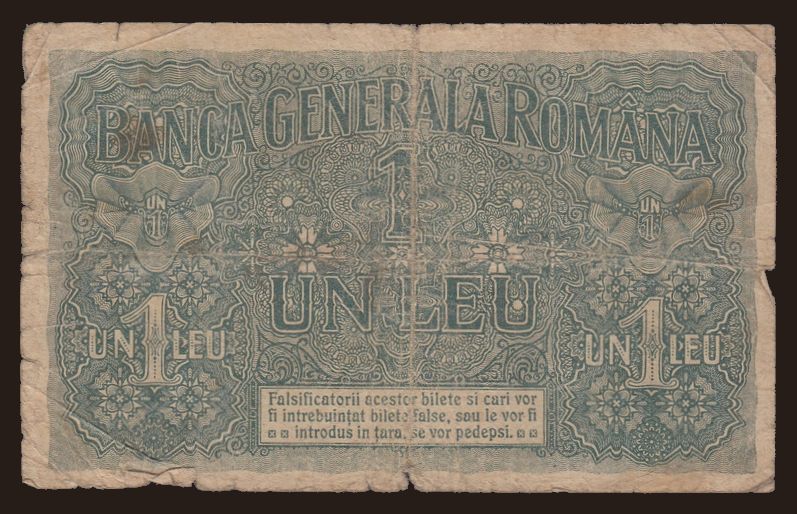 BANCA GENERALA ROMÂNA
1
UN
1
UN
1
UN LEU
UN 1 LEU
UN 1 LEU
Falsificatorii acestor bilete si cari vor
fi intrebuințat bilete false, sau le vor fi
introdus in țara, se vor pedepsi.